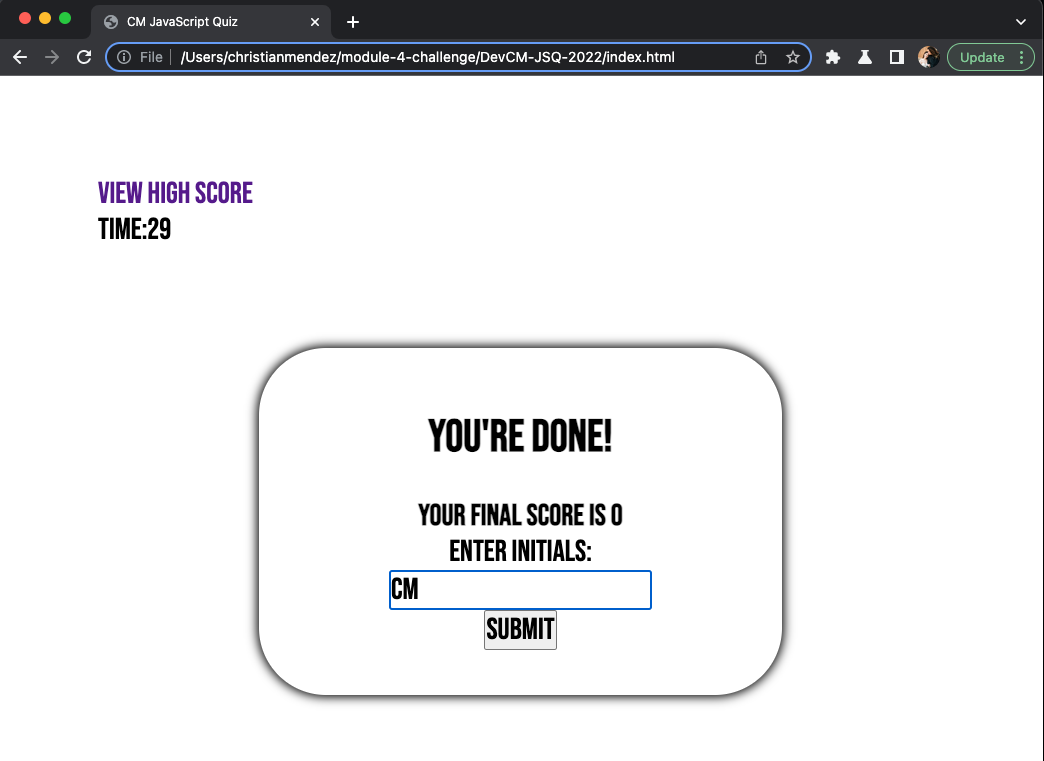 CM JavaScript Quiz
File
/Users/christianmendez/module-4-challenge/DevCM-JSQ-2022/index.html
Update
VIEW HIGH SCORE
TIME:29
YOU'RE DONE!
YOUR FINAL SCORE IS 0
ENTER INITIALS:
CM
SUBMIT